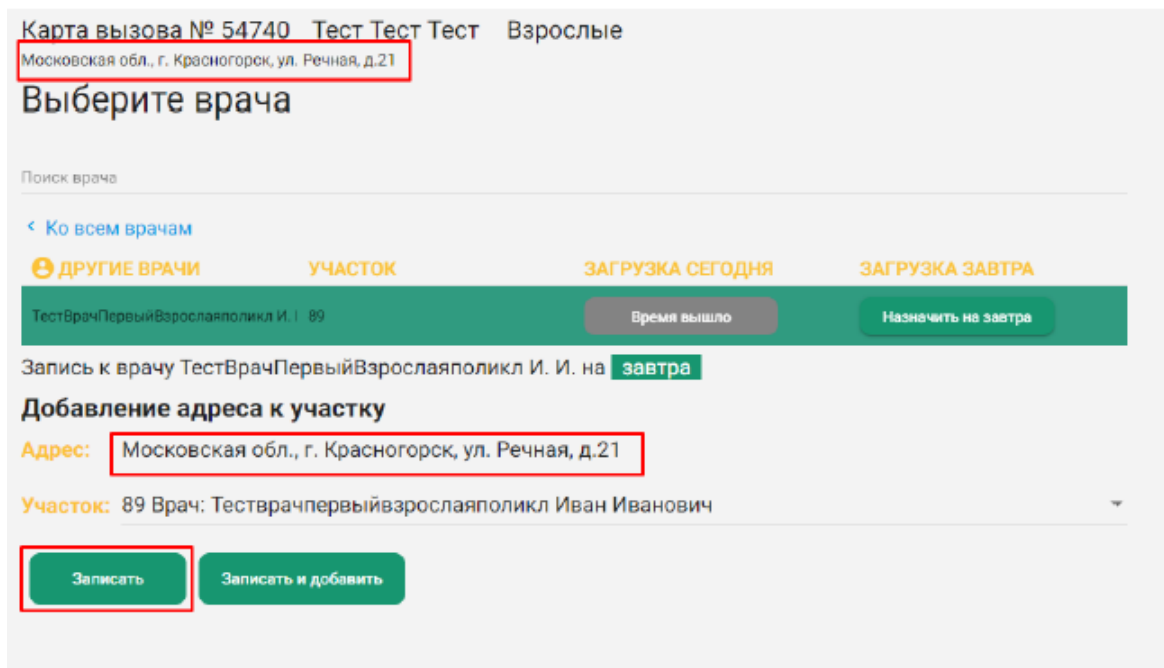 Карта вызова № 54740 Тест Тест Тест Взрослые
Московская обл., г. Красногорск, ул. Речная, д.21
Выберите врача
Поиск врача
< Ко всем врачам
ДРУГИЕ ВРАЧИ УЧАСТОК ЗАГРУЗКА СЕГОДНЯ ЗАГРУЗКА ЗАВТРА
ТестВрачПервыйВзрослаяполикл И. 89 Время вышло Назначить на завтра
Запись к врачу ТестВрачПервыйВзрослаяполикл И. И. на завтра
Добавление адреса к участку
Адрес: Московская обл., г. Красногорск, ул. Речная, д.21
Участок: 89 Врач: Тестврачпервыйвзрослаяполикл Иван Иванович
Записать Записать и добавить